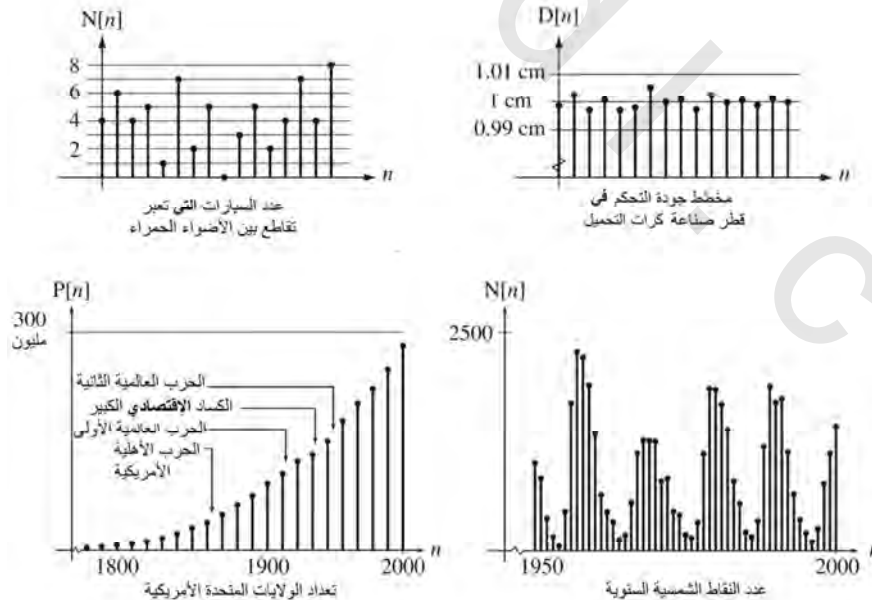 N[n]
8
6
4
2
n
عدد السيارات التي تعبر
تقاطع بين الأضواء الحمراء
D[n]
1.01 cm
1 cm
0.99 cm
n
مخطط جودة التحكم في
قطر صناعة كرات التحميل
P[n]
300
مليون
الحرب العالمية الثانية
الكساد الاقتصادي الكبير
الحرب العالمية الأولى
الحرب الأهلية
الأمريكية
1800
1900
2000
n
تعداد الولايات المتحدة الأمريكية
N[n]
2500
1950
2000
عدد النقاط الشمسية السنوية